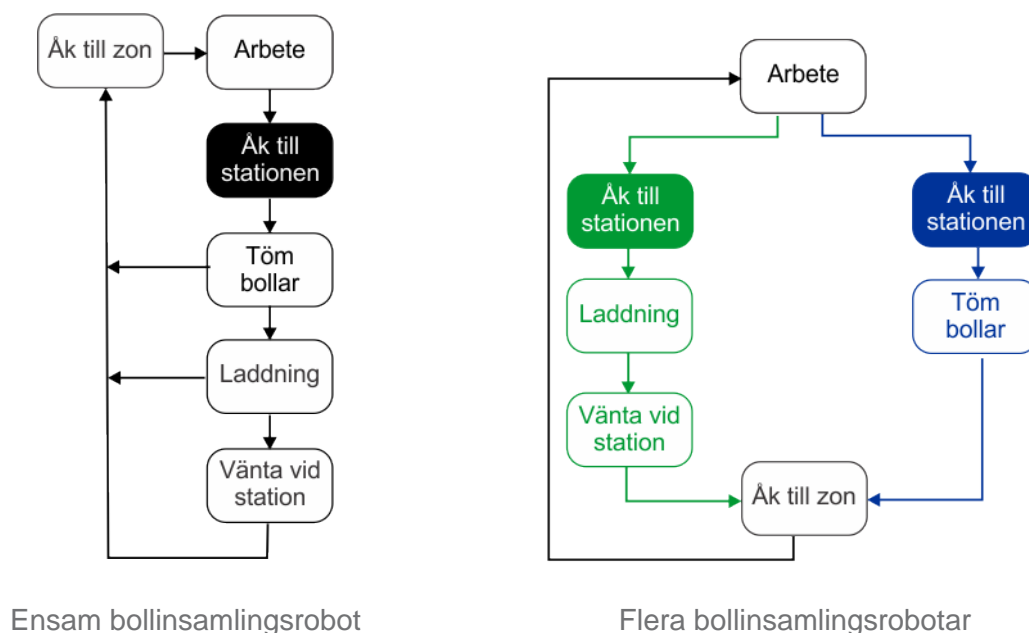 Åk till zon
Arbete
Åk till
stationen
Töm
bollar
Laddning
Vänta vid
station
Ensam bollinsamlingsrobot
Arbete
Åk till
stationen
Laddning
Vänta vid
station
Åk till
stationen
Töm
bollar
Åk till zon
Flera bollinsamlingsrobotar